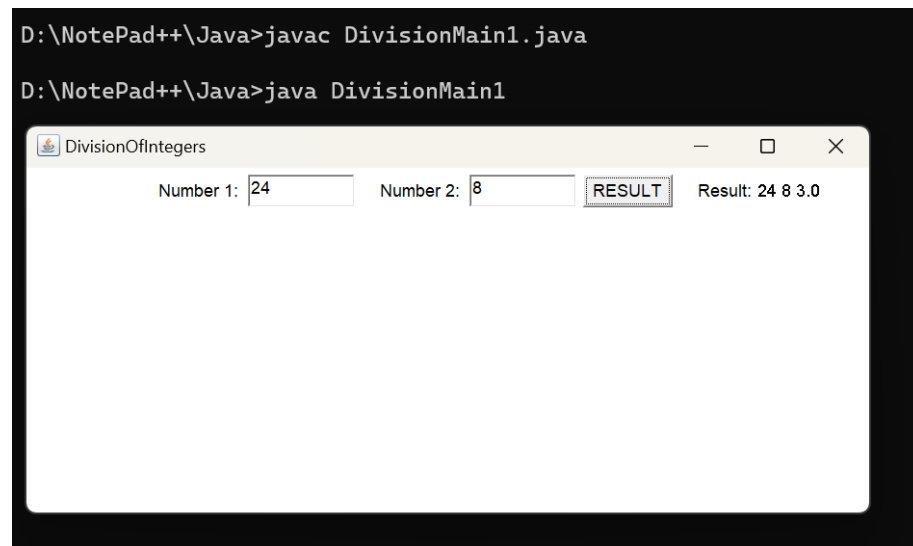 D:\NotePad++\Java>javac DivisionMain1.java
D:\NotePad++\Java>java DivisionMain1
DivisionOfIntegers
Number 1: 24 Number 2: 8 RESULT Result: 24 8 3.0